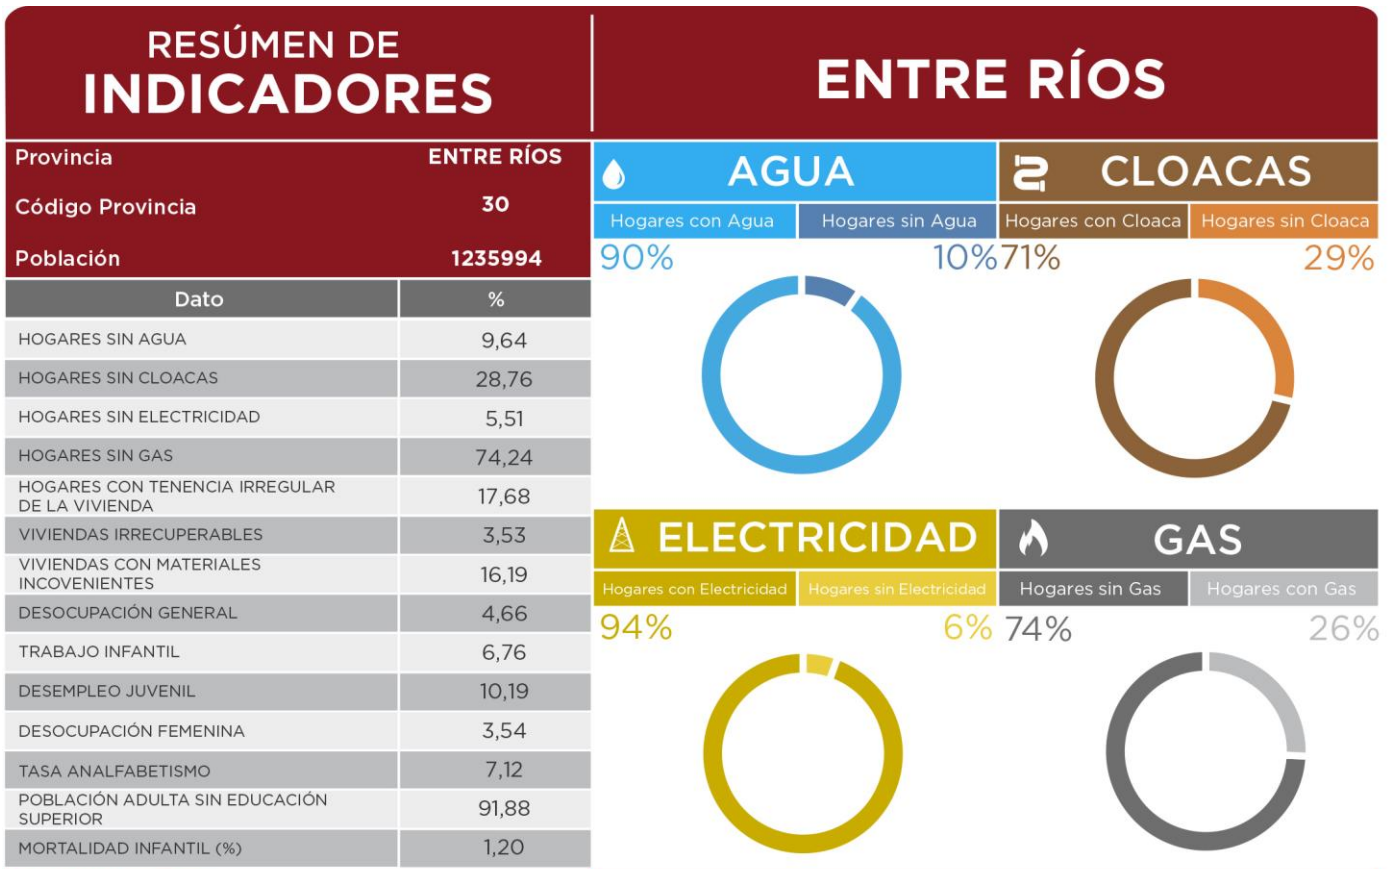 RESÚMEN DE
INDICADORES
ENTRE RÍOS
Provincia ENTRE RÍOS
Código Provincia 30
Población 1235994
Dato %
HOGARES SIN AGUA 9,64
HOGARES SIN CLOACAS 28,76
HOGARES SIN ELECTRICIDAD 5,51
HOGARES SIN GAS 74,24
HOGARES CON TENENCIA IRREGULAR
DE LA VIVIENDA 17,68
VIVIENDAS IRRECUPERABLES 3,53
VIVIENDAS CON MATERIALES
INCOVENIENTES 16,19
DESOCUPACIÓN GENERAL 4,66
TRABAJO INFANTIL 6,76
DESEMPLEO JUVENIL 10,19
DESOCUPACIÓN FEMENINA 3,54
TASA ANALFABETISMO 7,12
POBLACIÓN ADULTA SIN EDUCACIÓN
SUPERIOR 91,88
MORTALIDAD INFANTIL (%) 1,20
AGUA
Hogares con Agua Hogares sin Agua
90% 10%
CLOACAS
Hogares con Cloaca Hogares sin Cloaca
71% 29%
ELECTRICIDAD
Hogares con Electricidad Hogares sin Electricidad
94% 6%
GAS
Hogares sin Gas Hogares con Gas
74% 26%